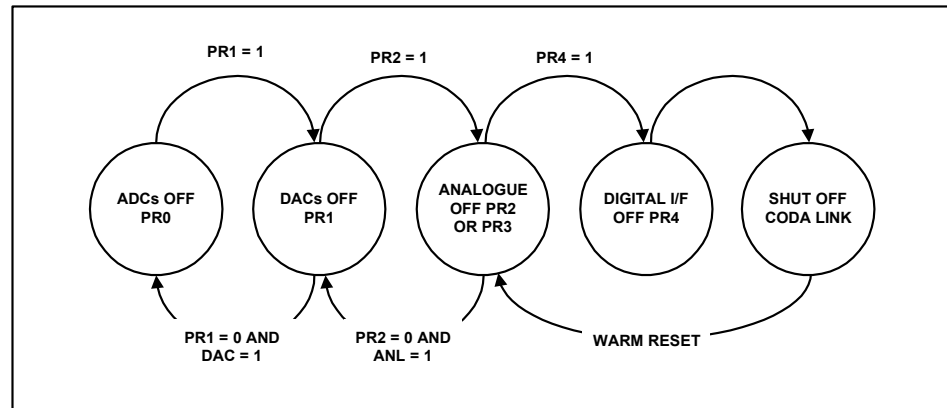 PR1 = 1
PR2 = 1
PR4 = 1
ADCs OFF
PR0
DACs OFF
PR1
ANALOGUE
OFF PR2
OR PR3
DIGITAL I/F
OFF PR4
SHUT OFF
CODA LINK
PR1 = 0 AND
DAC = 1
PR2 = 0 AND
ANL = 1
WARM RESET